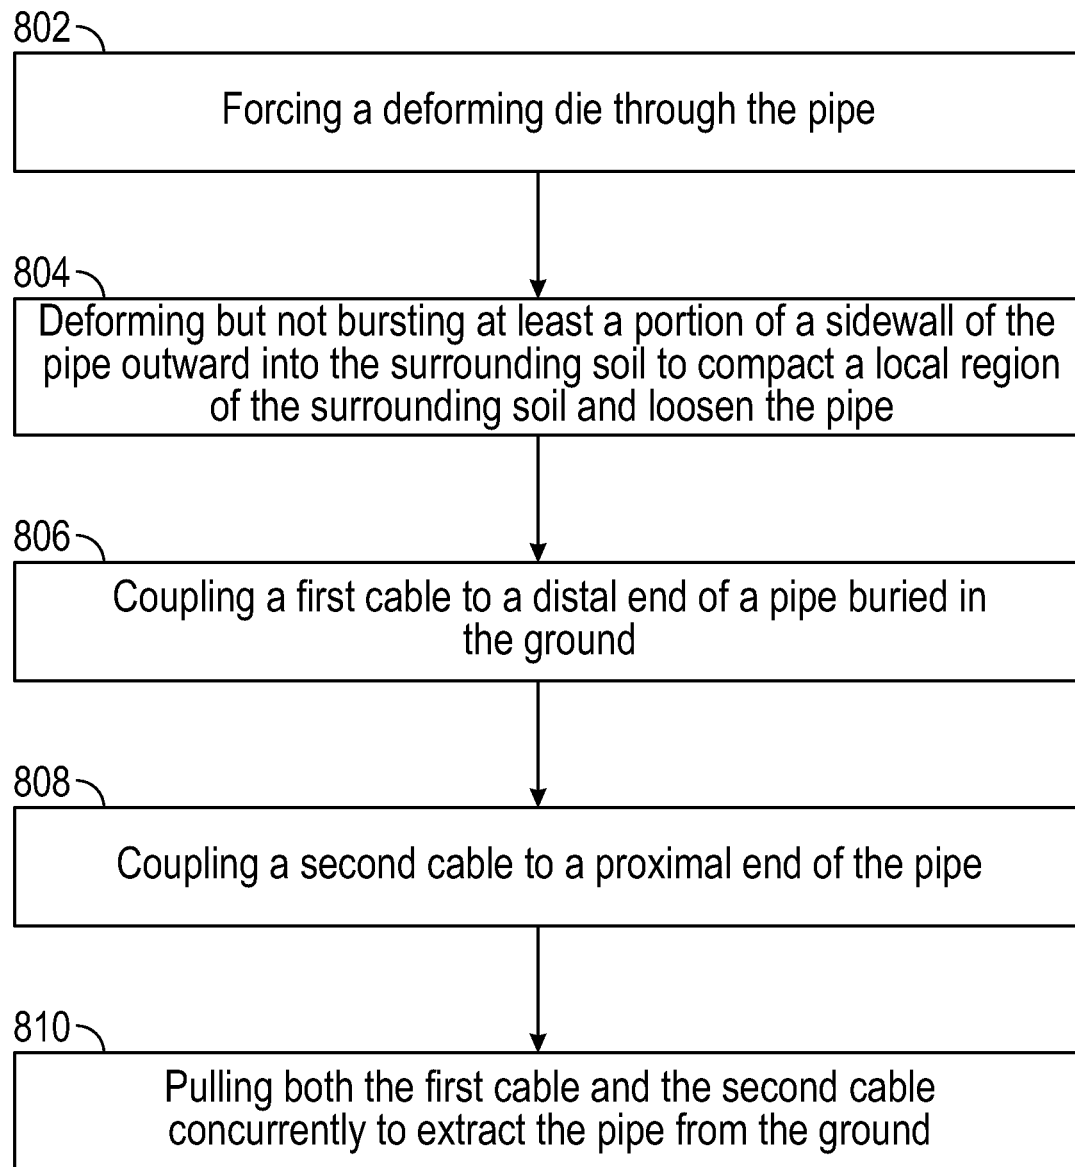 802
Forcing a deforming die through the pipe
804
Deforming but not bursting at least a portion of a sidewall of the
pipe outward into the surrounding soil to compact a local region
of the surrounding soil and loosen the pipe
806
Coupling a first cable to a distal end of a pipe buried in
the ground
808
Coupling a second cable to a proximal end of the pipe
810
Pulling both the first cable and the second cable
concurrently to extract the pipe from the ground